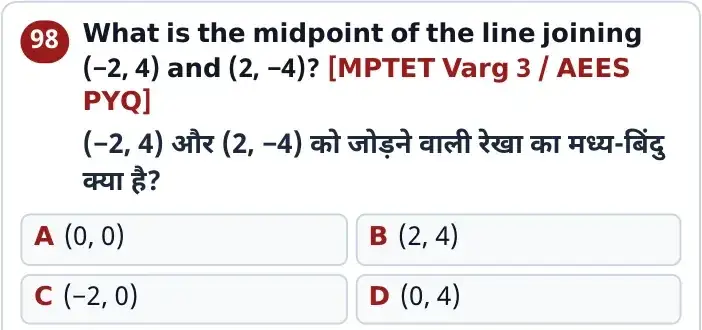 98 What is the midpoint of the line joining
(−2, 4) and (2, −4)? [MPTET Varg 3 / AEES
PYQ]
(−2, 4) और (2, −4) को जोड़ने वाली रेखा का मध्य-बिंदु
क्या है?
A (0, 0)
B (2, 4)
C (−2, 0)
D (0, 4)